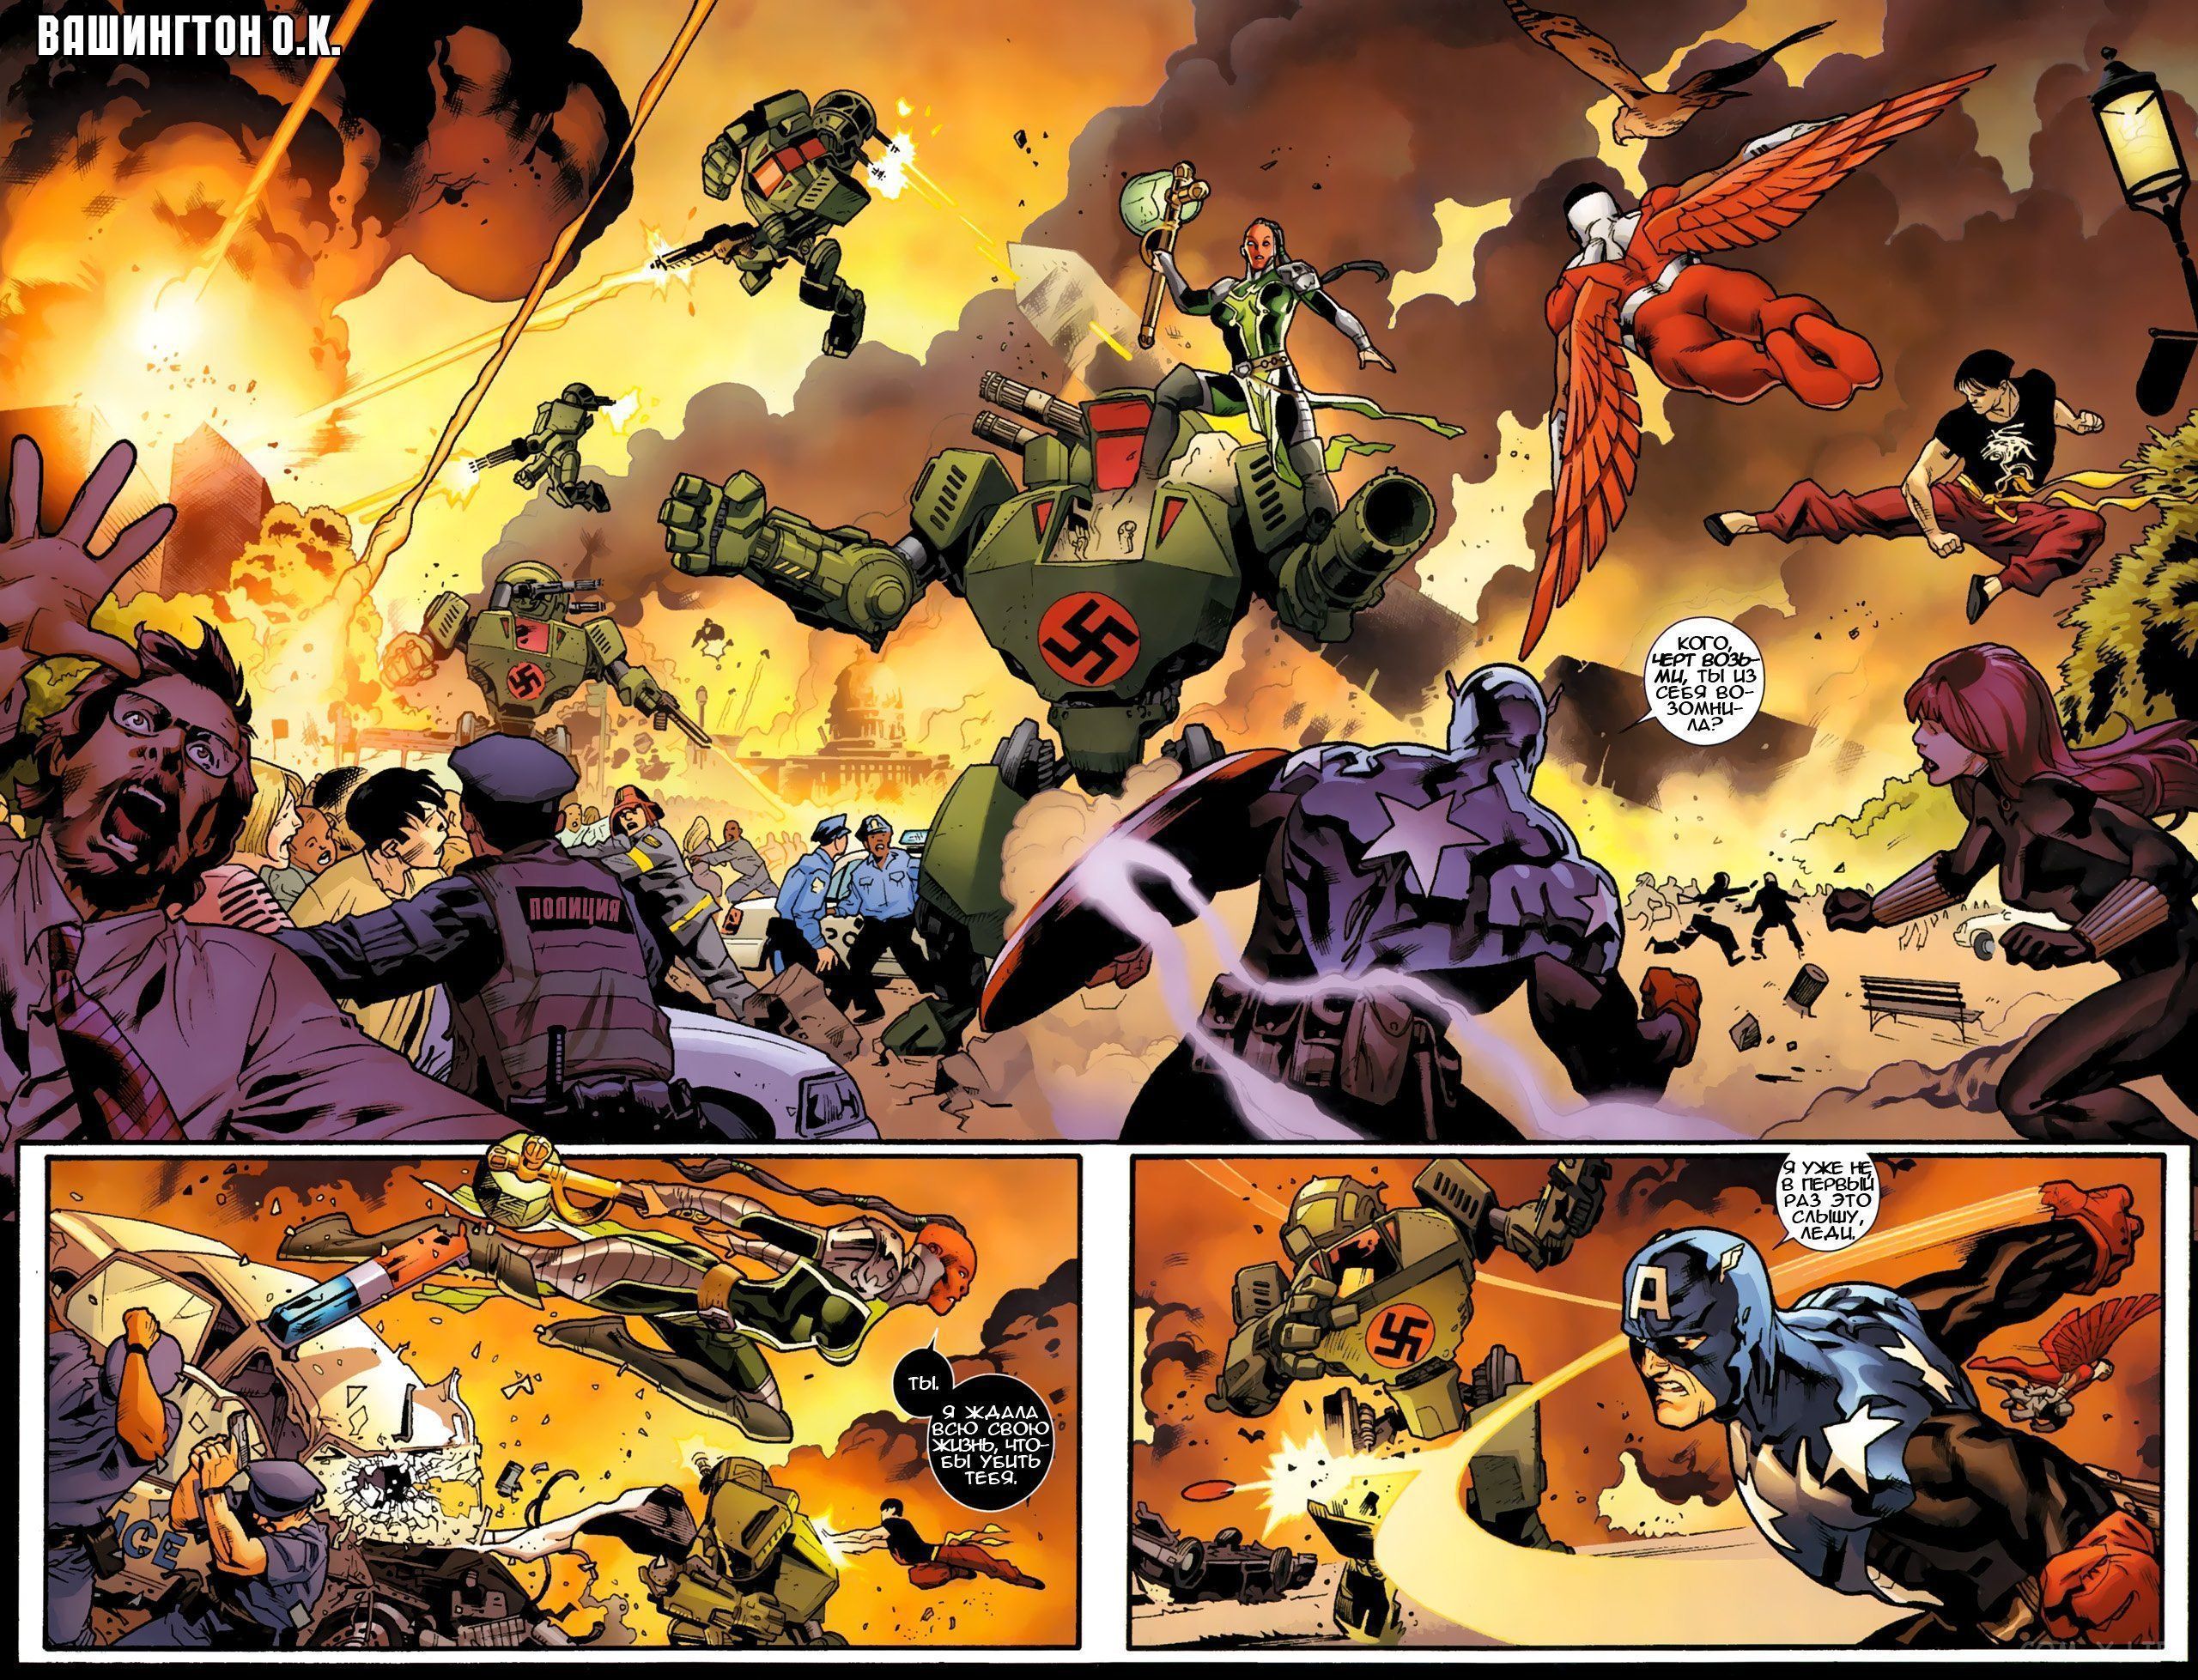 ВАШИНГТОН О.К.
КОГО,
ЧЕРТ ВОЗЬ-
МИ, ТЫ ИЗ
СЕБЯ ВО-
ЗОМНИ-
ЛА?
ПОЛИЦИЯ
ТЫ.
Я ЖДАЛА
ВСЮ СВОЮ
ЖИЗНЬ, ЧТО-
БЫ УБИТЬ
ТЕБЯ.
ICE
Я УЖЕ НЕ
В ПЕРВЫЙ
РАЗ ЭТО
СЛЫШУ,
ЛЕДИ.
A